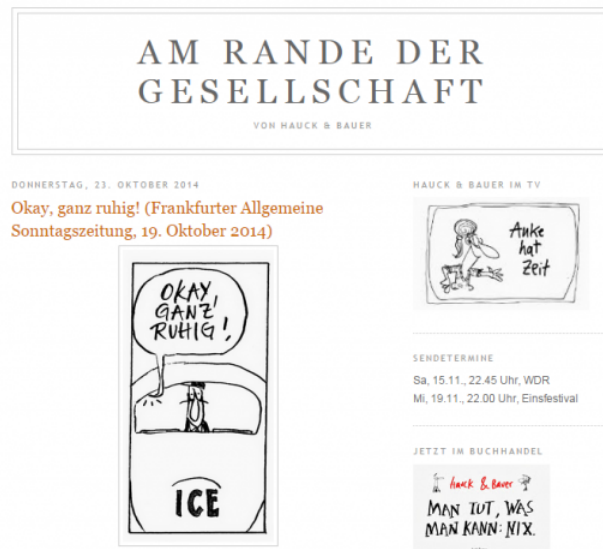 AM RANDE DER
GESELLSCHAFT
VON HAUCK & BAUER
DONNERSTAG, 23. OKTOBER 2014
Okay, ganz ruhig! (Frankfurter Allgemeine
Sonntagszeitung, 19. Oktober 2014)
OKAY,
GANZ
RUHIG!
ICE
HAUCK & BAUER IM TV
Anke
hat
Zeit
SENDETERMINE
Sa, 15.11., 22.45 Uhr, WDR
Mi, 19.11., 22.00 Uhr, Einsfestival
JETZT IM BUCHHANDEL
Hauck & Bauer
MAN TUT, WAS
MAN KANN: NIX.